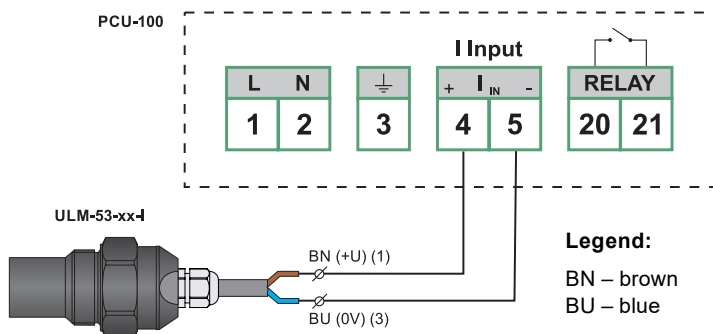 PCU-100
I Input
L N
+ I IN -
RELAY
1 2
3
4 5
20 21
ULM-53-xx-I
BN (+U) (1)
BU (0V) (3)
Legend:
BN – brown
BU – blue